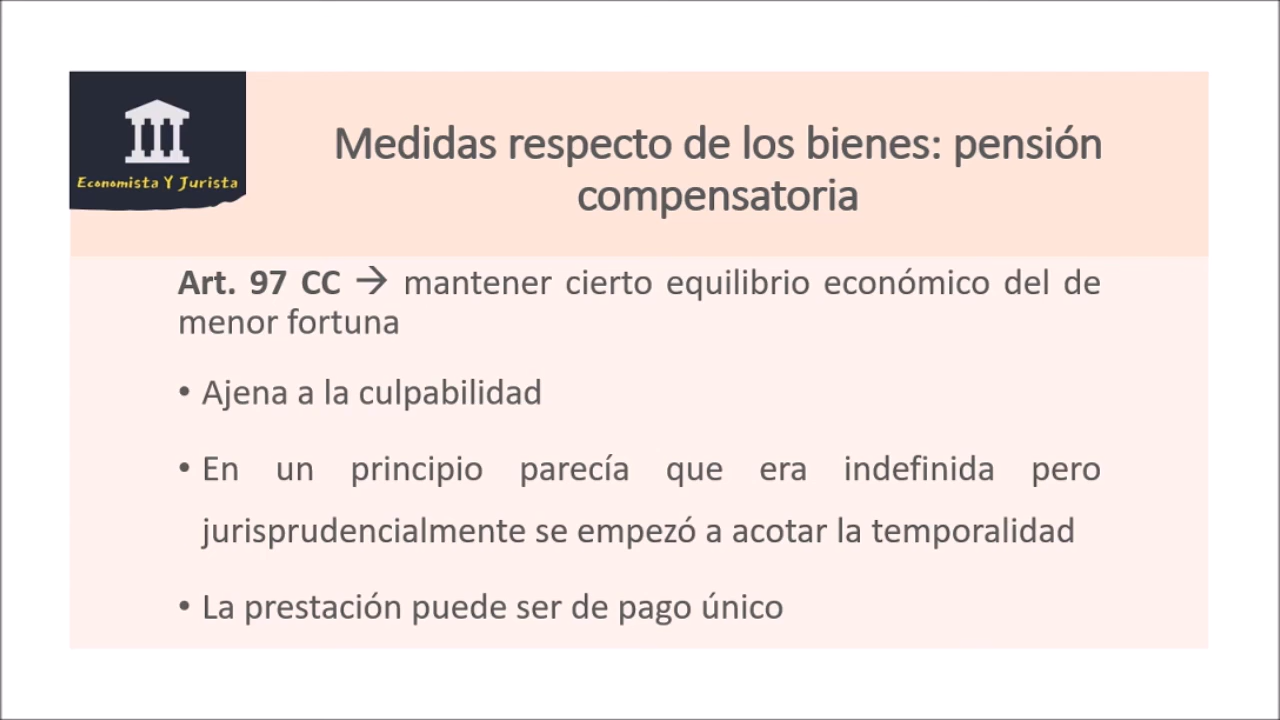 Economista Y Jurista
Medidas respecto de los bienes: pensión
compensatoria
Art. 97 CC → mantener cierto equilibrio económico del de
menor fortuna
• Ajena a la culpabilidad
• En un principio parecía que era indefinida pero
jurisprudencialmente se empezó a acotar la temporalidad
• La prestación puede ser de pago único